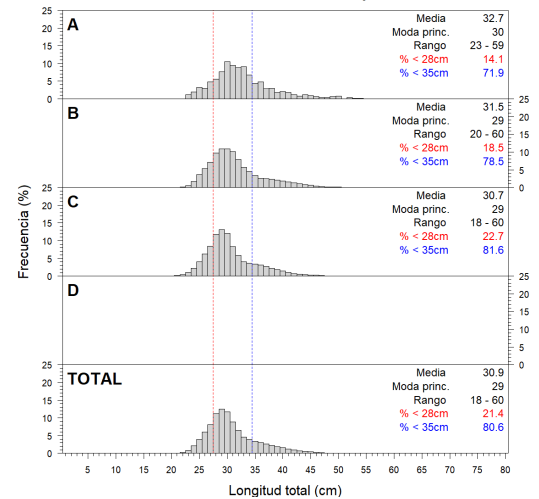 25
20
15
10
5
0
A
Media 32.7
Moda princ. 30
Rango 23 - 59
% < 28cm 14.1
% < 35cm 71.9
B
Media 31.5
Moda princ. 29
Rango 20 - 60
% < 28cm 18.5
% < 35cm 78.5
25
20
15
10
5
0
25
20
15
10
5
0
C
Media 30.7
Moda princ. 29
Rango 18 - 60
% < 28cm 22.7
% < 35cm 81.6
D
25
20
15
10
5
0
25
20
15
10
5
0
TOTAL
Media 30.9
Moda princ. 29
Rango 18 - 60
% < 28cm 21.4
% < 35cm 80.6
Frecuencia (%)
5 10 15 20 25 30 35 40 45 50 55 60 65 70 75 80
Longitud total (cm)